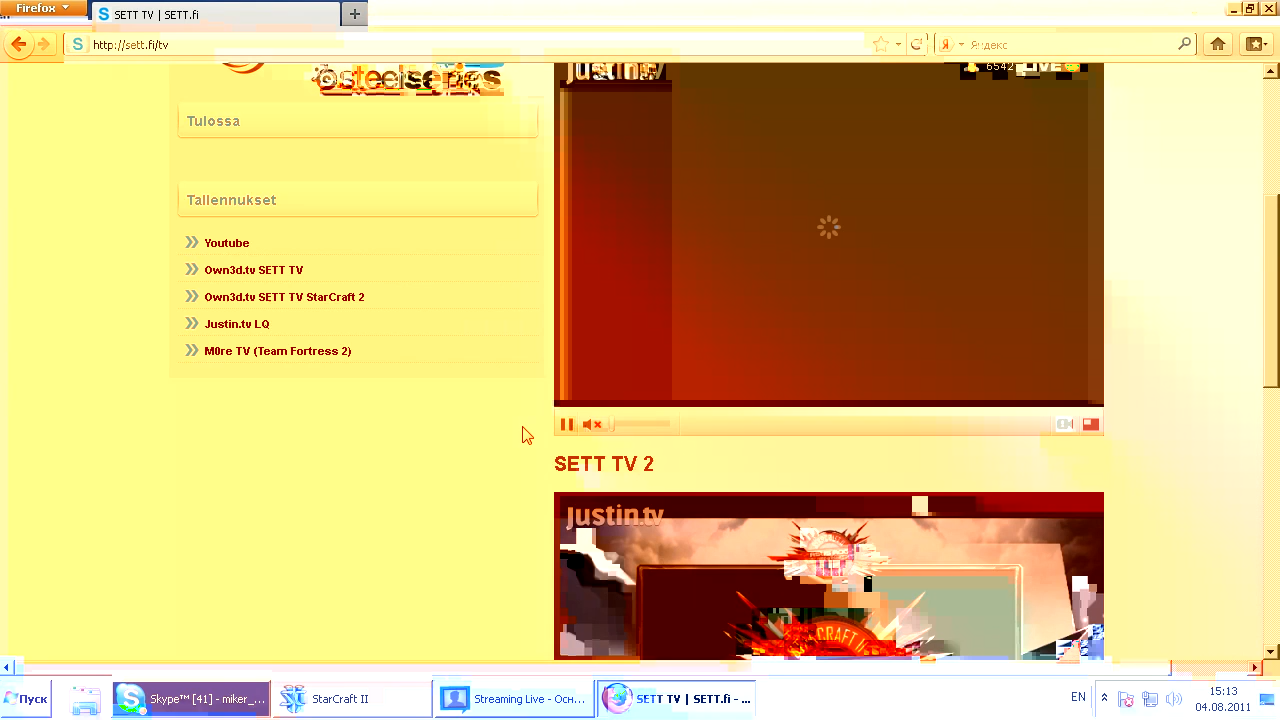 Firefox
SETT TV | SETT.fi
http://sett.fi/tv
Яндекс
steelseries
Justin.tv
6542
LIVE
Tulossa
Tallennukset
Youtube
Own3d.tv SETT TV
Own3d.tv SETT TV StarCraft 2
Justin.tv LQ
M0re TV (Team Fortress 2)
SETT TV 2
Justin.tv
Пуск
Skype™ [41] - miker_...
StarCraft II
Streaming Live - Осн...
SETT TV | SETT.fi - ...
EN
15:13
04.08.2011